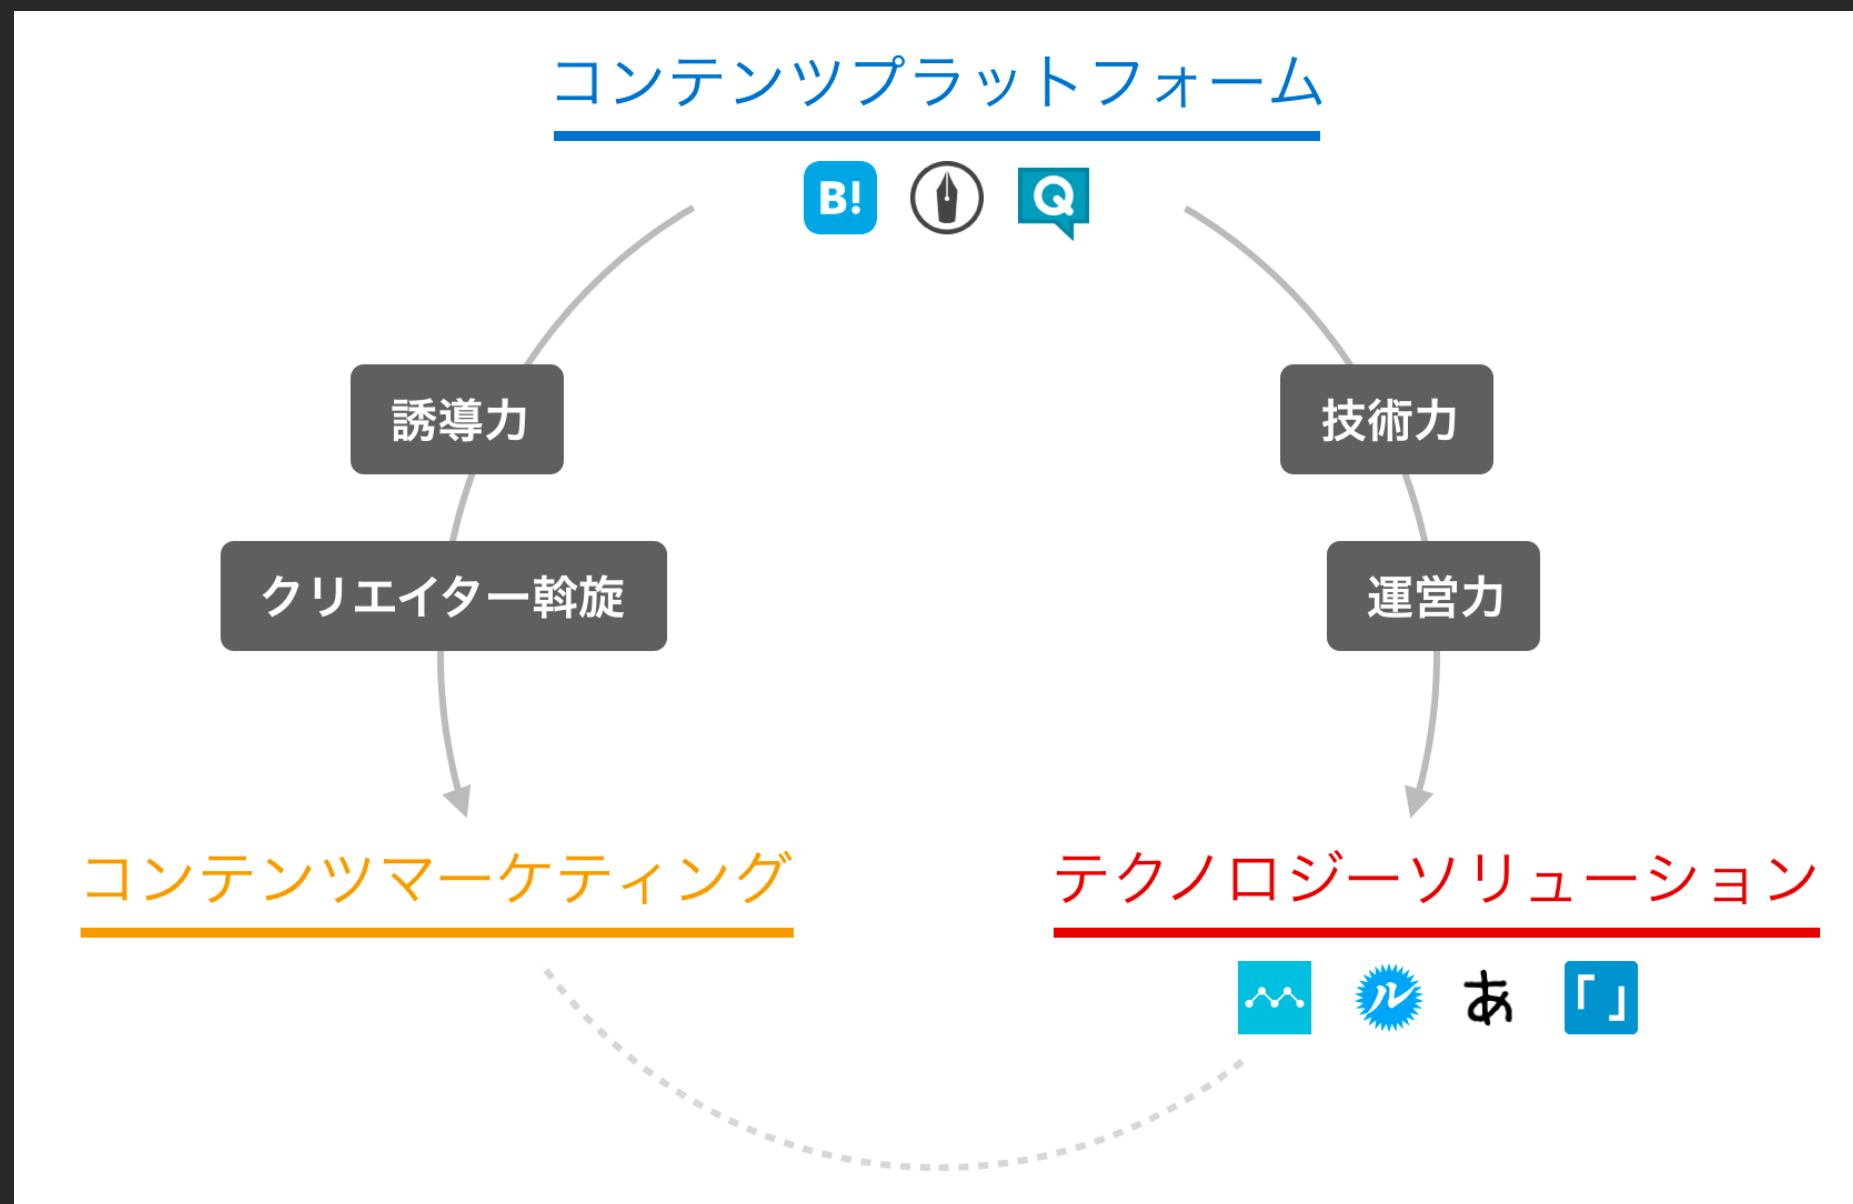 コンテンツプラットフォーム
B!
Q
誘導力
技術力
クリエイター斡旋
運営力
コンテンツマーケティング
テクノロジーソリューション
ル
あ
「」